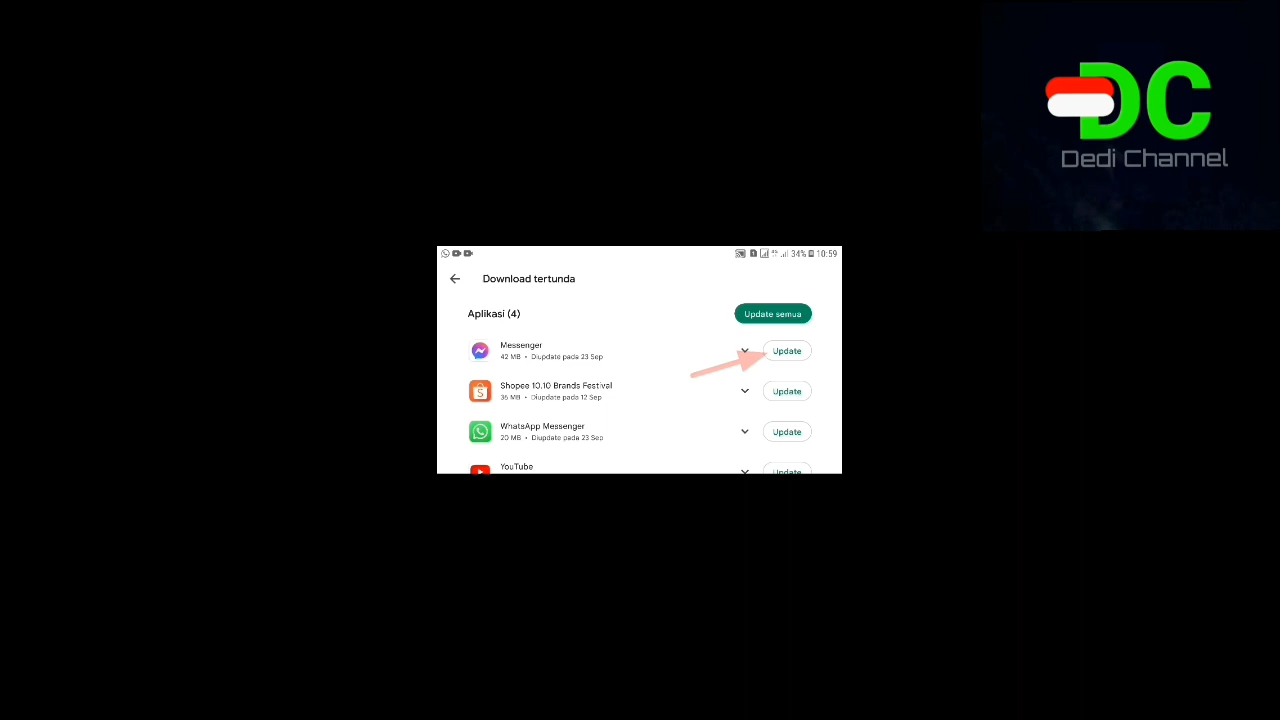 DC
Dedi Channel
34% 10:59
Download tertunda
Aplikasi (4)
Update semua
Messenger
42 MB • Diupdate pada 23 Sep
Update
Shopee 10.10 Brands Festival
36 MB • Diupdate pada 12 Sep
Update
WhatsApp Messenger
20 MB • Diupdate pada 23 Sep
Update
YouTube
Update